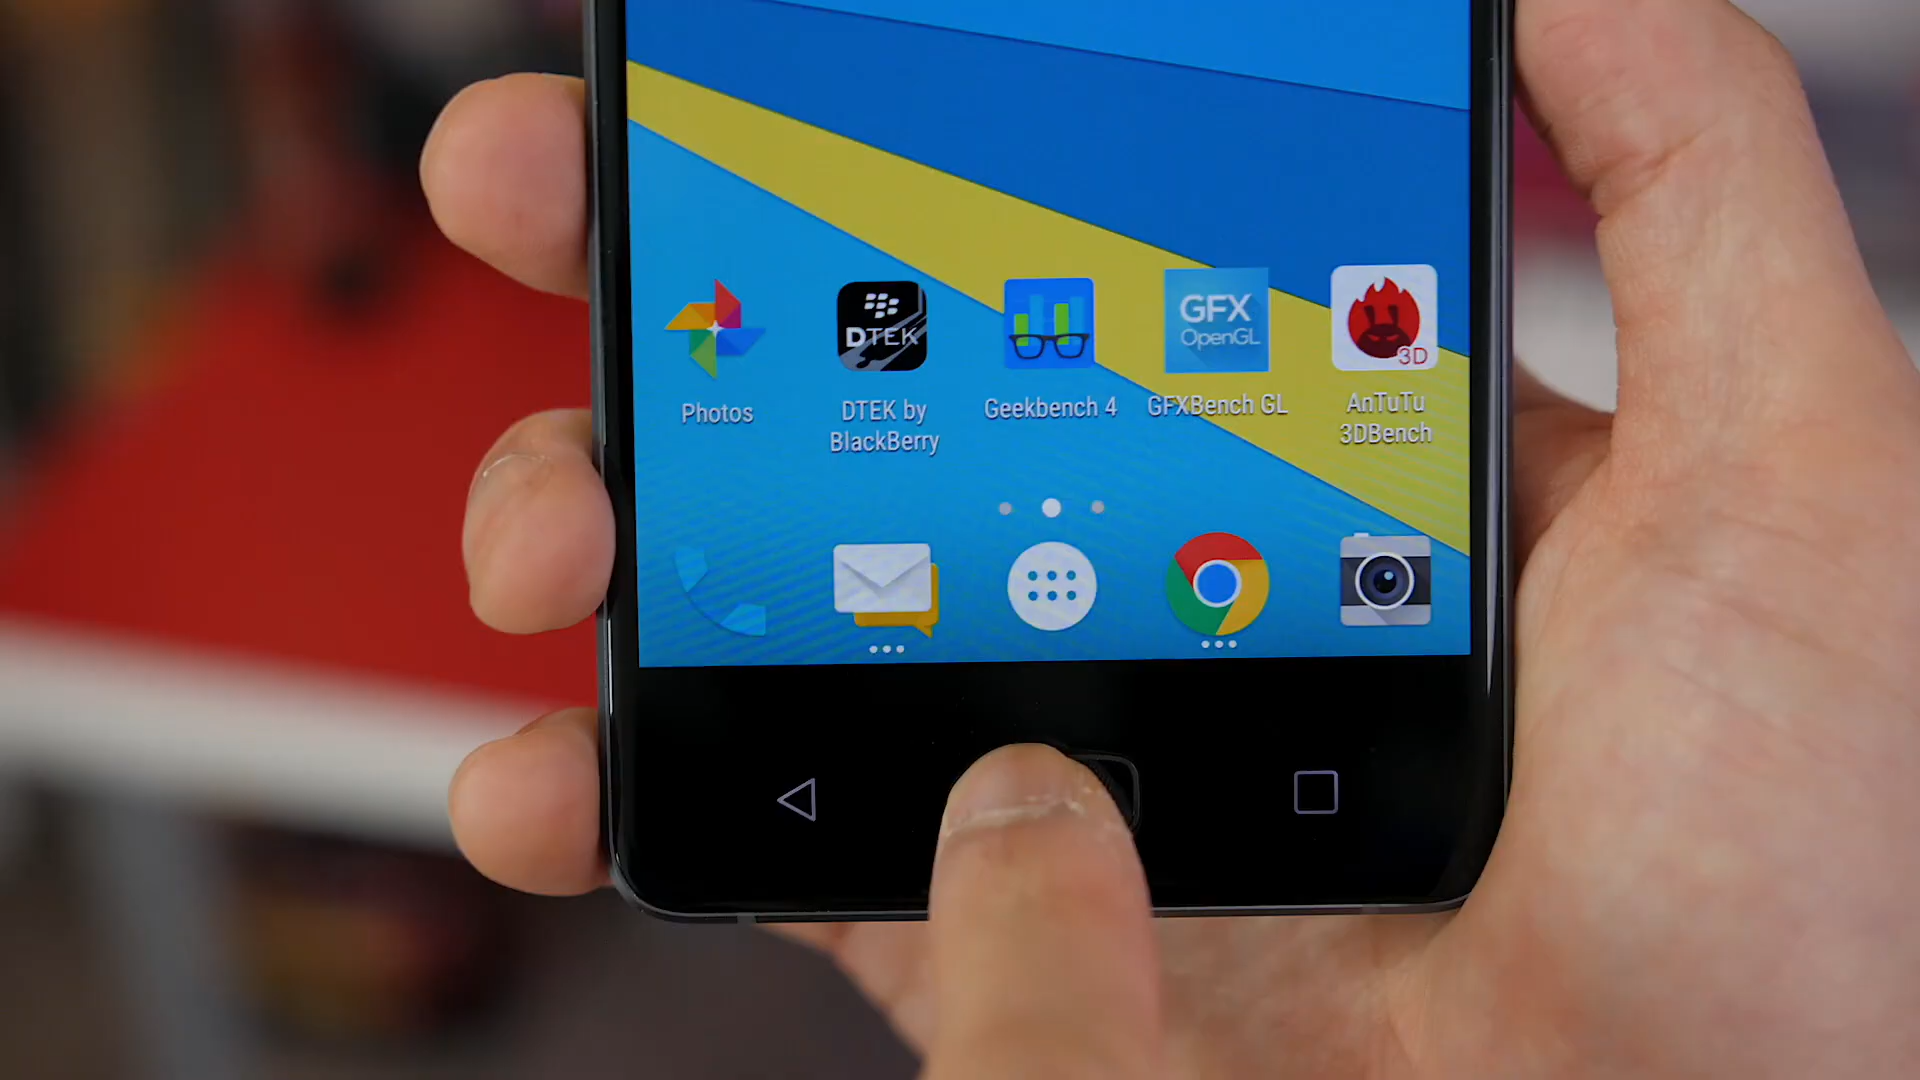 DTEK
GFX
OpenGL
3D
Photos
DTEK by
BlackBerry
Geekbench 4
GFXBench GL
AnTuTu
3DBench